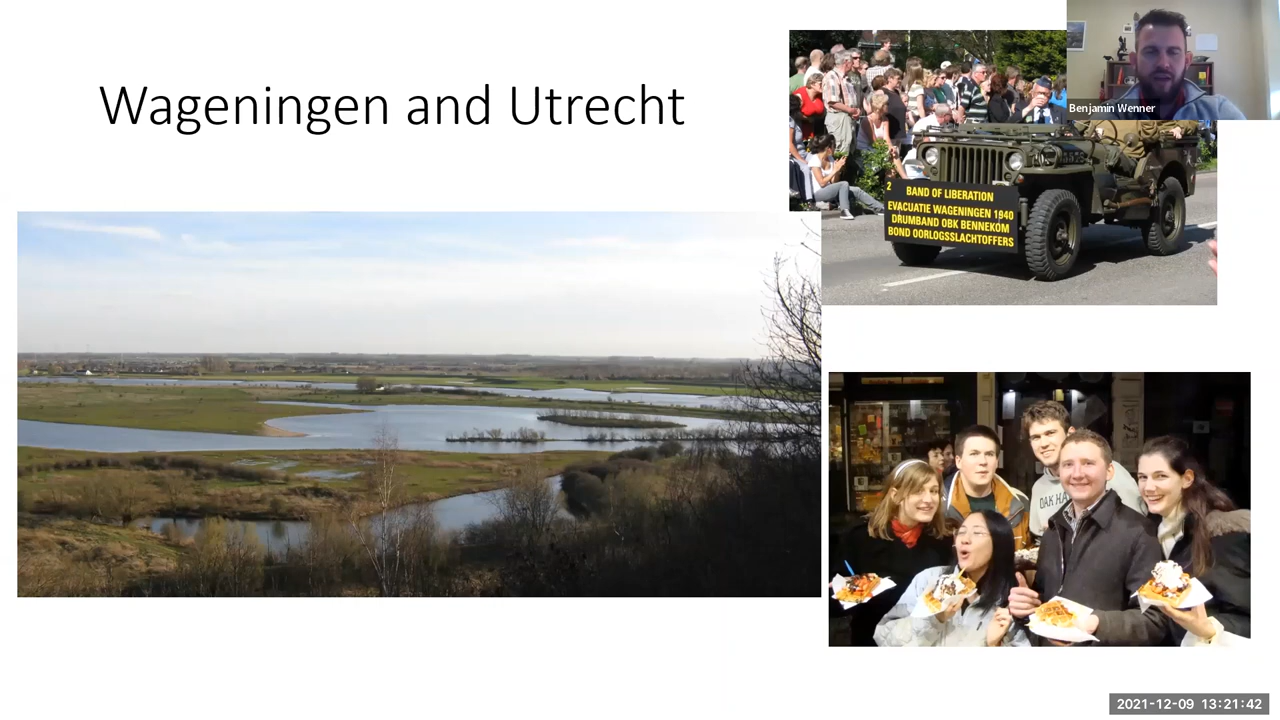 Wageningen and Utrecht
Benjamin Wenner
2 BAND OF LIBERATION
EVACUATIE WAGENINGEN 1940
DRUMBAND OBK BENNEKOM
BOND OORLOGSSLACHTOFFERS
OAK HA
2021-12-09 13:21:42